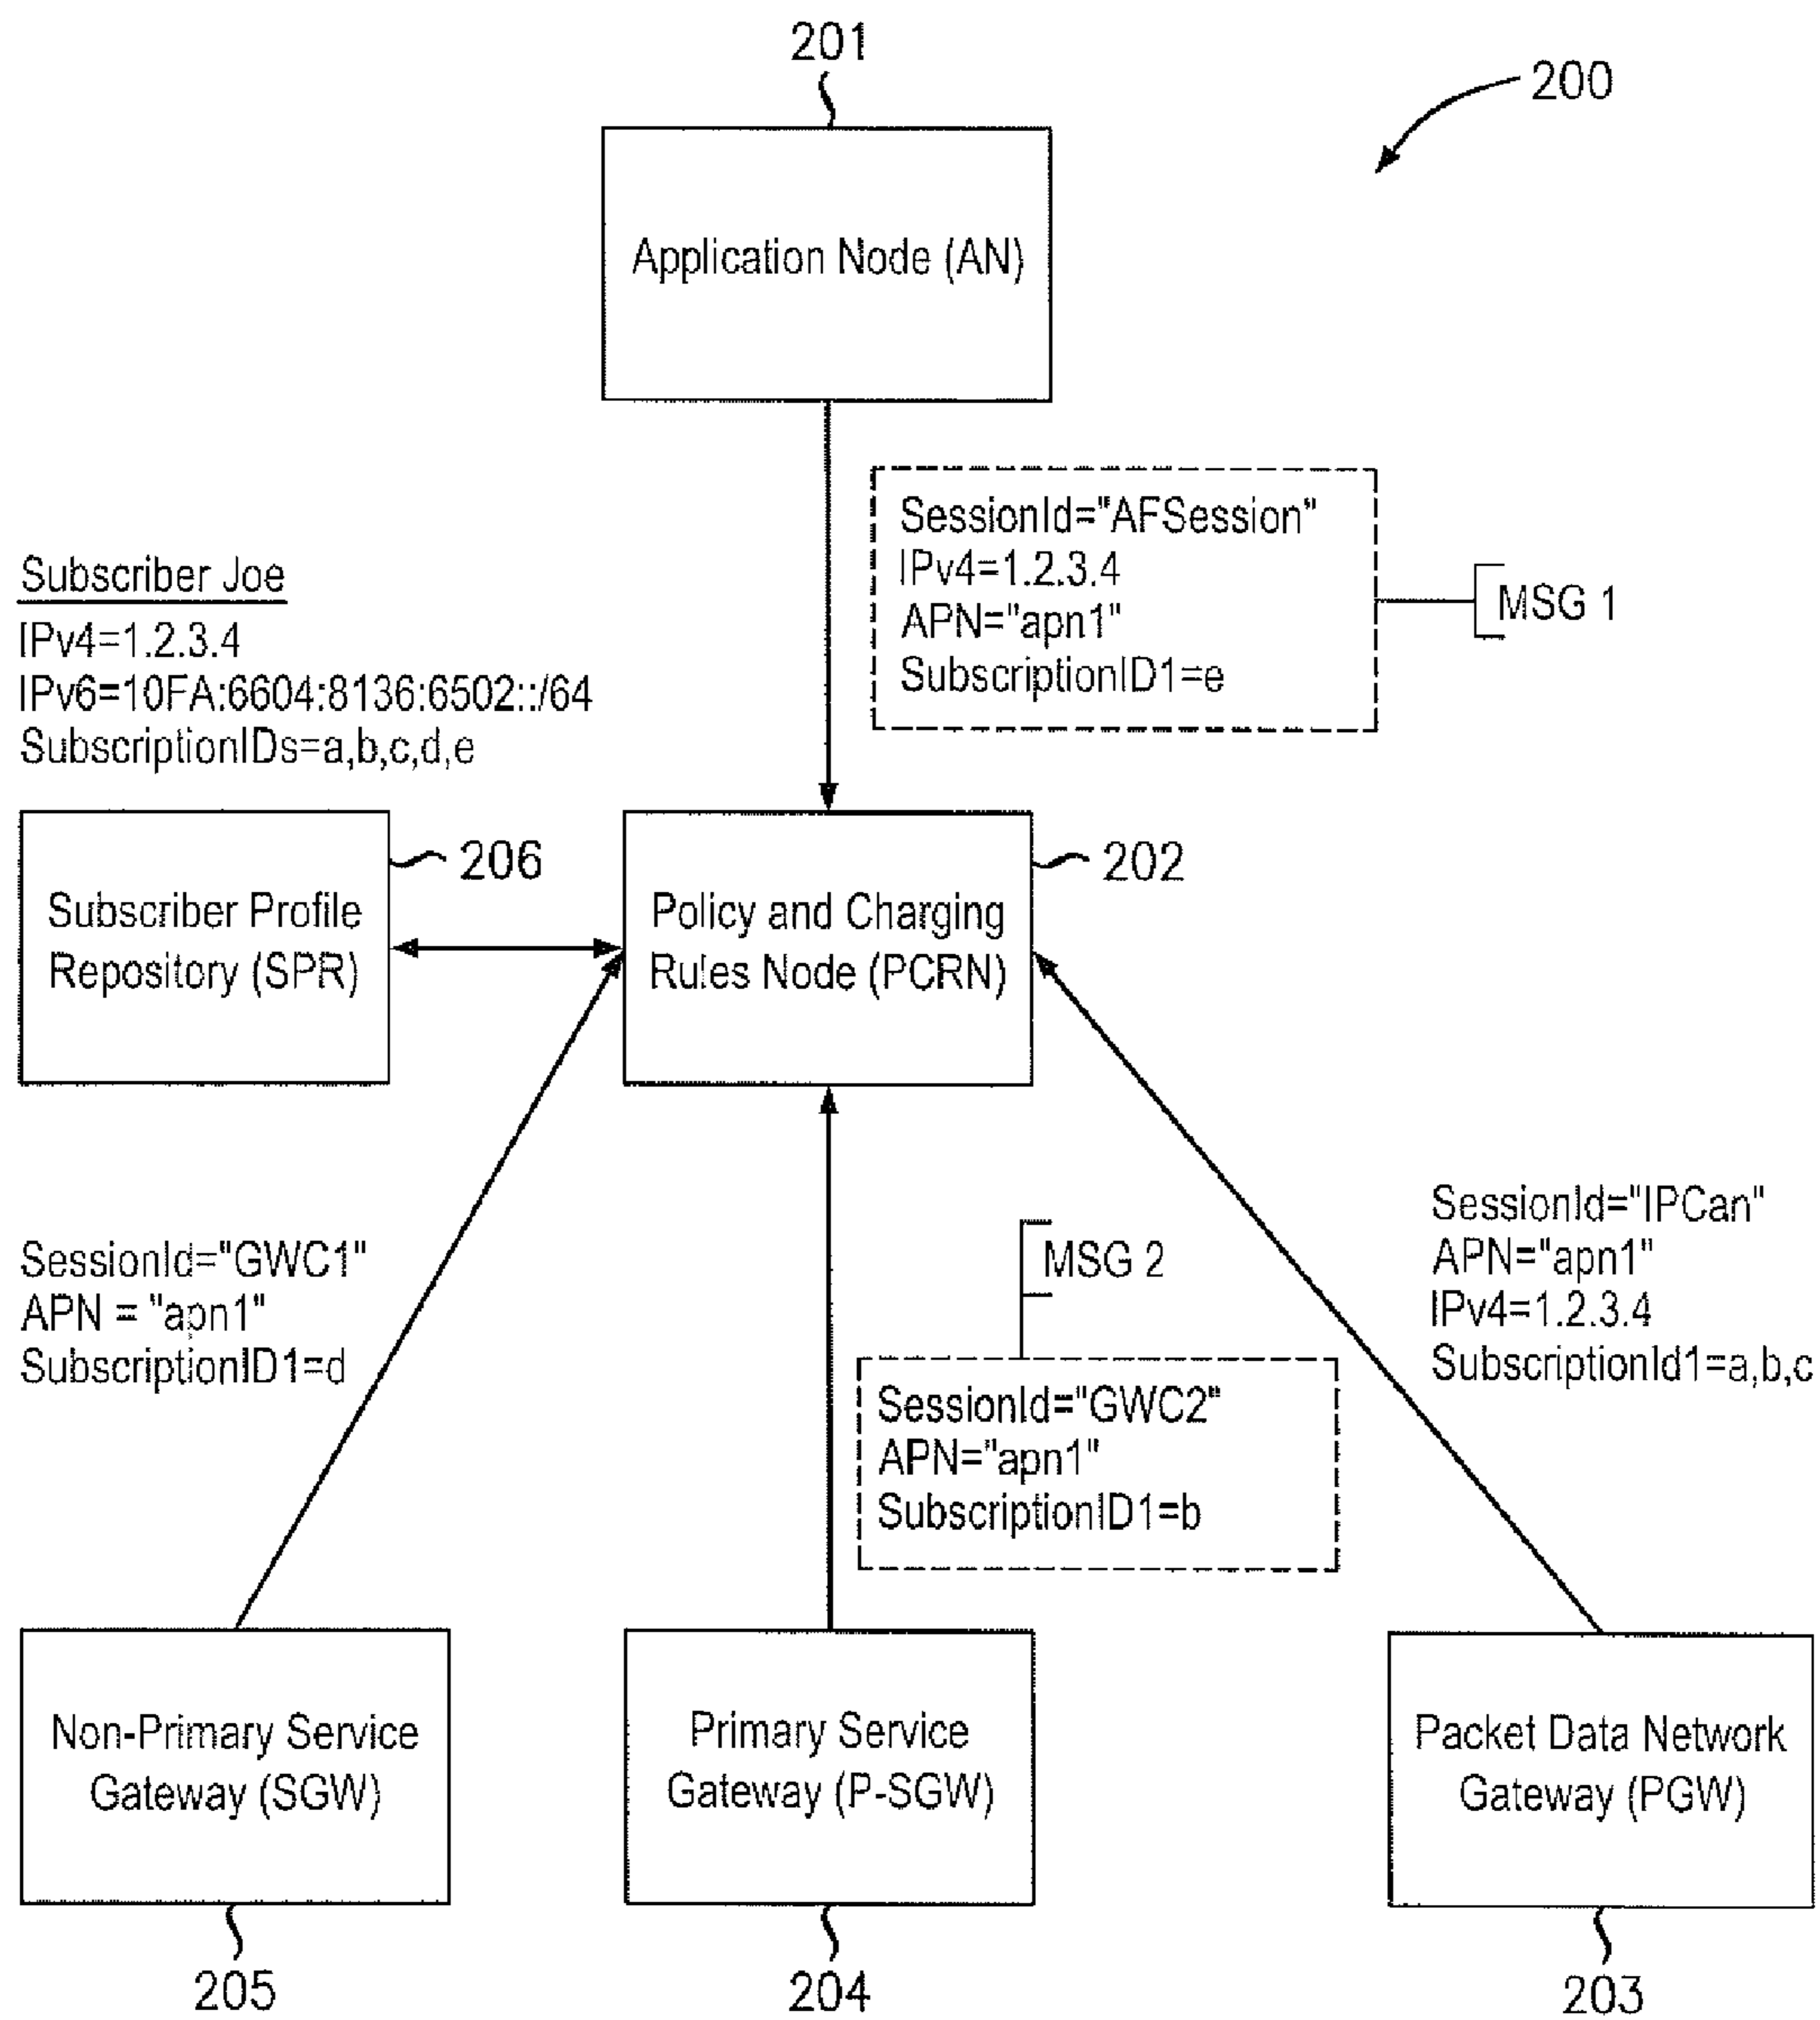 201
200
Application Node (AN)
SessionId="AFSession"
IPv4=1.2.3.4
APN="apn1"
SubscriptionID1=e
MSG 1
Subscriber Joe
IPv4=1.2.3.4
IPv6=10FA:6604:8136:6502::/64
SubscriptionIDs=a,b,c,d,e
206
202
Subscriber Profile
Repository (SPR)
Policy and Charging
Rules Node (PCRN)
SessionId="GWC1"
APN = "apn1"
SubscriptionID1=d
MSG 2
SessionId="GWC2"
APN="apn1"
SubscriptionID1=b
SessionId="IPCan"
APN="apn1"
IPv4=1.2.3.4
SubscriptionId1=a,b,c
Non-Primary Service
Gateway (SGW)
Primary Service
Gateway (P-SGW)
Packet Data Network
Gateway (PGW)
205
204
203